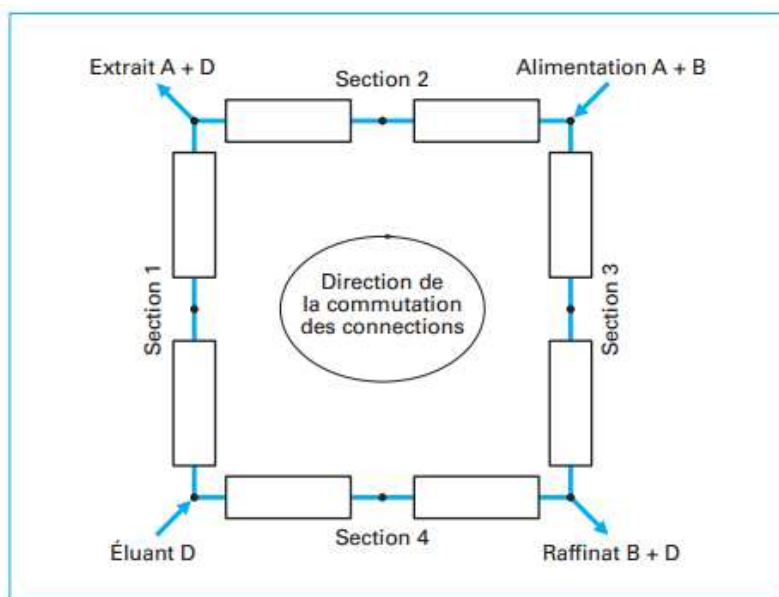 Extrait A + D
Section 2
Alimentation A + B
Section 1
Direction de
la commutation
des connections
Section 3
Éluant D
Section 4
Raffinat B + D